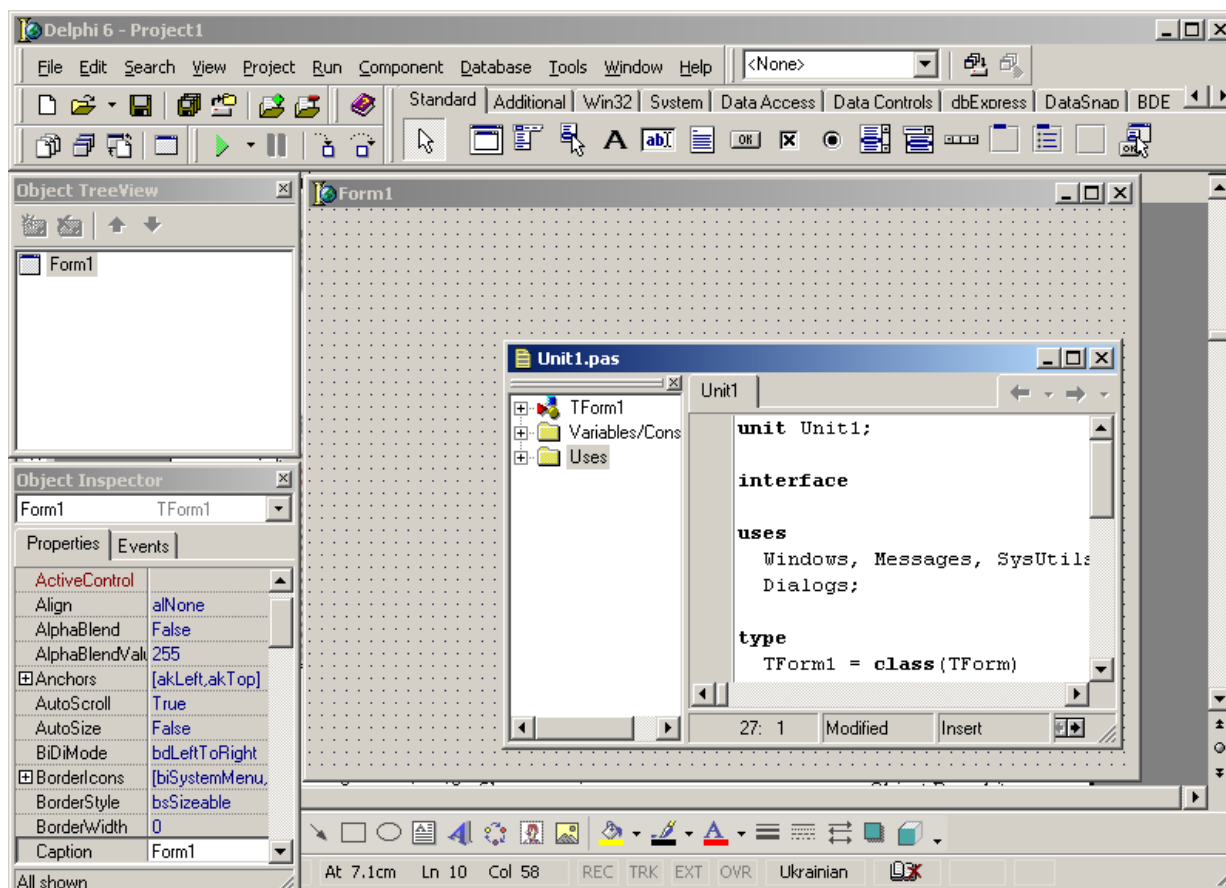 Delphi 6 - Project1
File Edit Search View Project Run Component Database Tools Window Help <None>
Standard Additional Win32 System Data Access Data Controls dbExpress DataSnap BDE
A ab OK
OK
Object TreeView
Form1
Form1
Unit1.pas
TForm1
Variables/Cons
Uses
Unit1
unit Unit1;
interface
uses
Windows, Messages, SysUtils
Dialogs;
type
TForm1 = class(TForm)
27: 1 Modified Insert
Object Inspector
Form1 TForm1
Properties Events
ActiveControl
Align alNone
AlphaBlend False
AlphaBlendValu 255
Anchors [akLeft,akTop]
AutoScroll True
AutoSize False
BiDiMode bdLeftToRight
BorderIcons [biSystemMenu,
BorderStyle bsSizeable
BorderWidth 0
Caption Form1
All shown
At 7.1cm Ln 10 Col 58 REC TRK EXT OVR Ukrainian